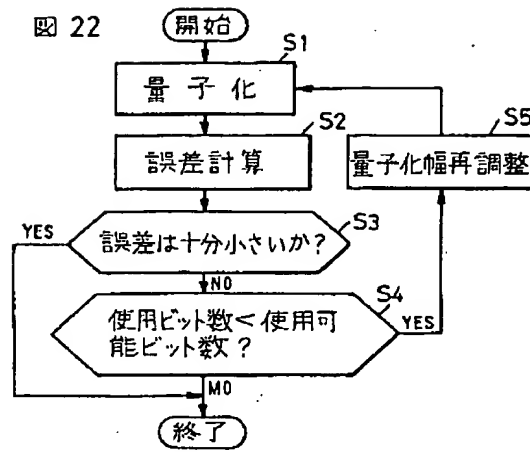 図 22
開始
S1
量子化
S2
誤差計算
S5
量子化幅再調整
S3
誤差は十分小さいか?
YES
NO
S4
使用ビット数<使用可
能ビット数?
YES
MO
終了